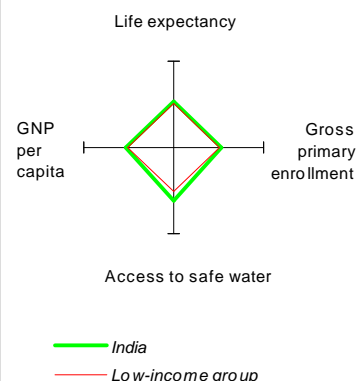 Life expectancy
GNP
per
capita
Gross
primary
enrollment
Access to safe water
India
Low-income group